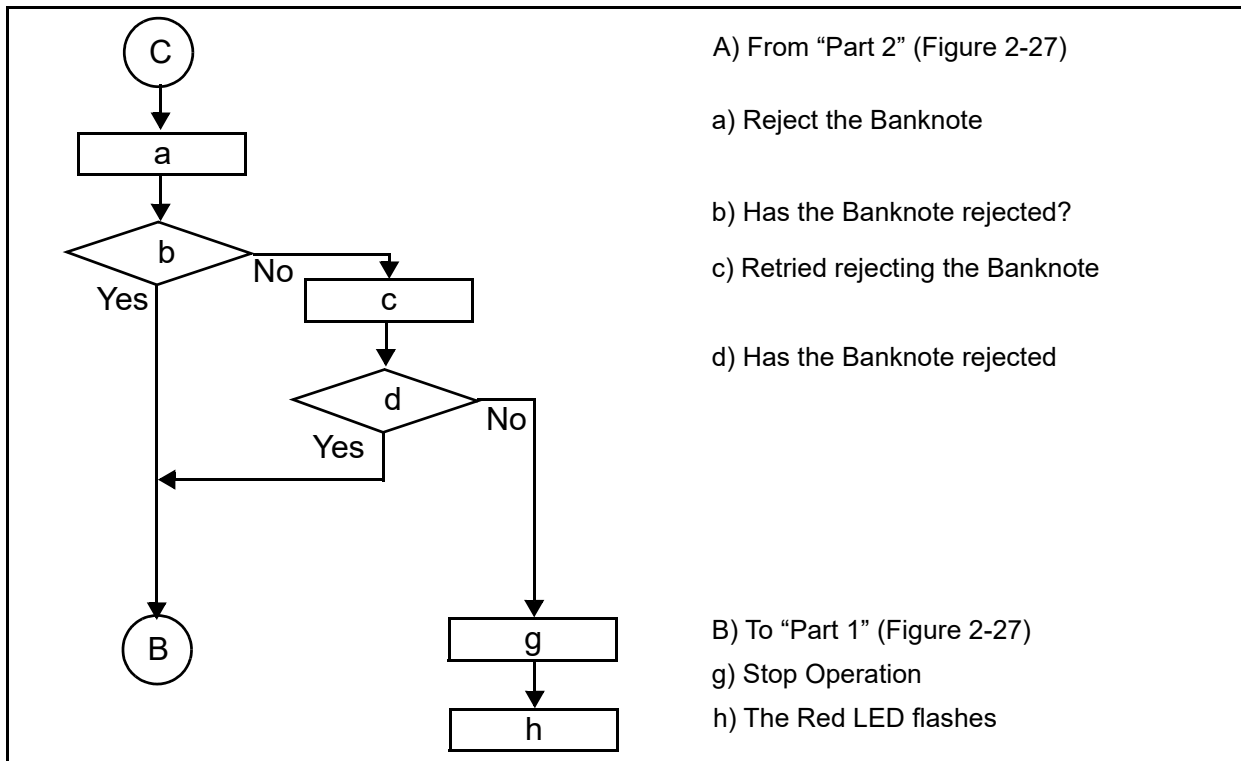 C
A) From “Part 2” (Figure 2-27)
a
a) Reject the Banknote
b
b) Has the Banknote rejected?
No
Yes
c
c) Retried rejecting the Banknote
d
d) Has the Banknote rejected
No
Yes
B
B) To “Part 1” (Figure 2-27)
g
g) Stop Operation
h
h) The Red LED flashes